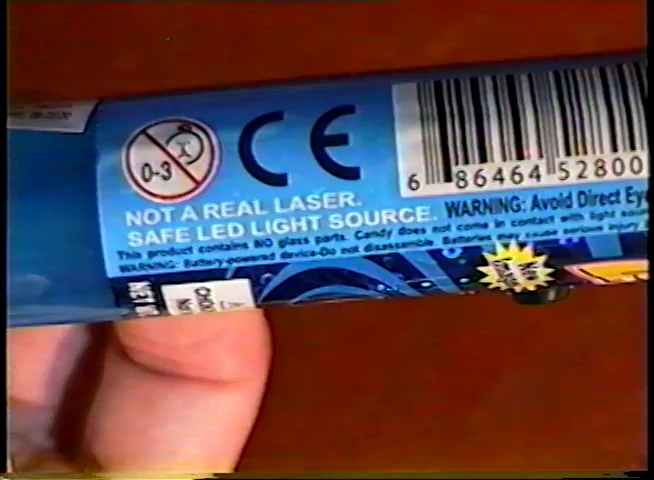 0-3
CE
6 86464 52800
NOT A REAL LASER.
SAFE LED LIGHT SOURCE.
WARNING: Avoid Direct Eye
This product contains NO glass parts. Candy does not come in contact with light
WARNING: Battery-powered device-Do not disassemble. Batteries may cause serious injury